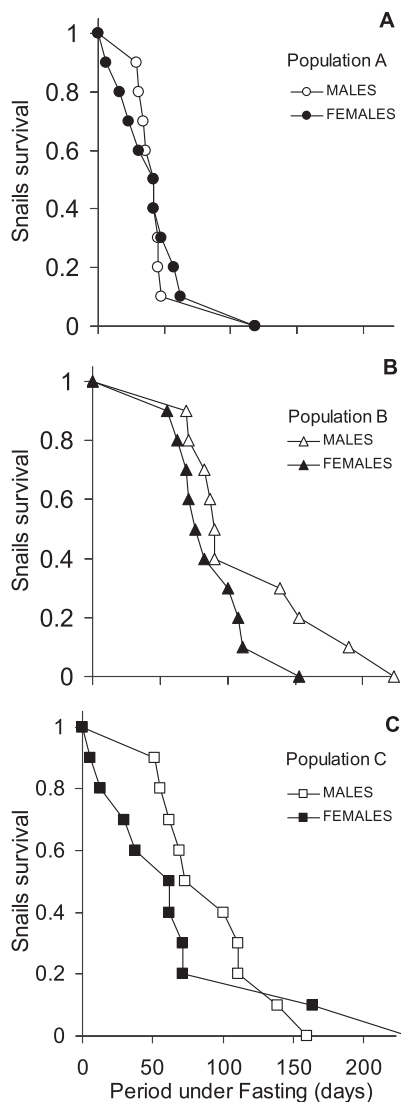 A
Population A
MALES
FEMALES
1
0.8
0.6
0.4
0.2
0
Snails survival
B
Population B
MALES
FEMALES
1
0.8
0.6
0.4
0.2
0
Snails survival
C
Population C
MALES
FEMALES
1
0.8
0.6
0.4
0.2
0
Snails survival
0 50 100 150 200
Period under Fasting (days)